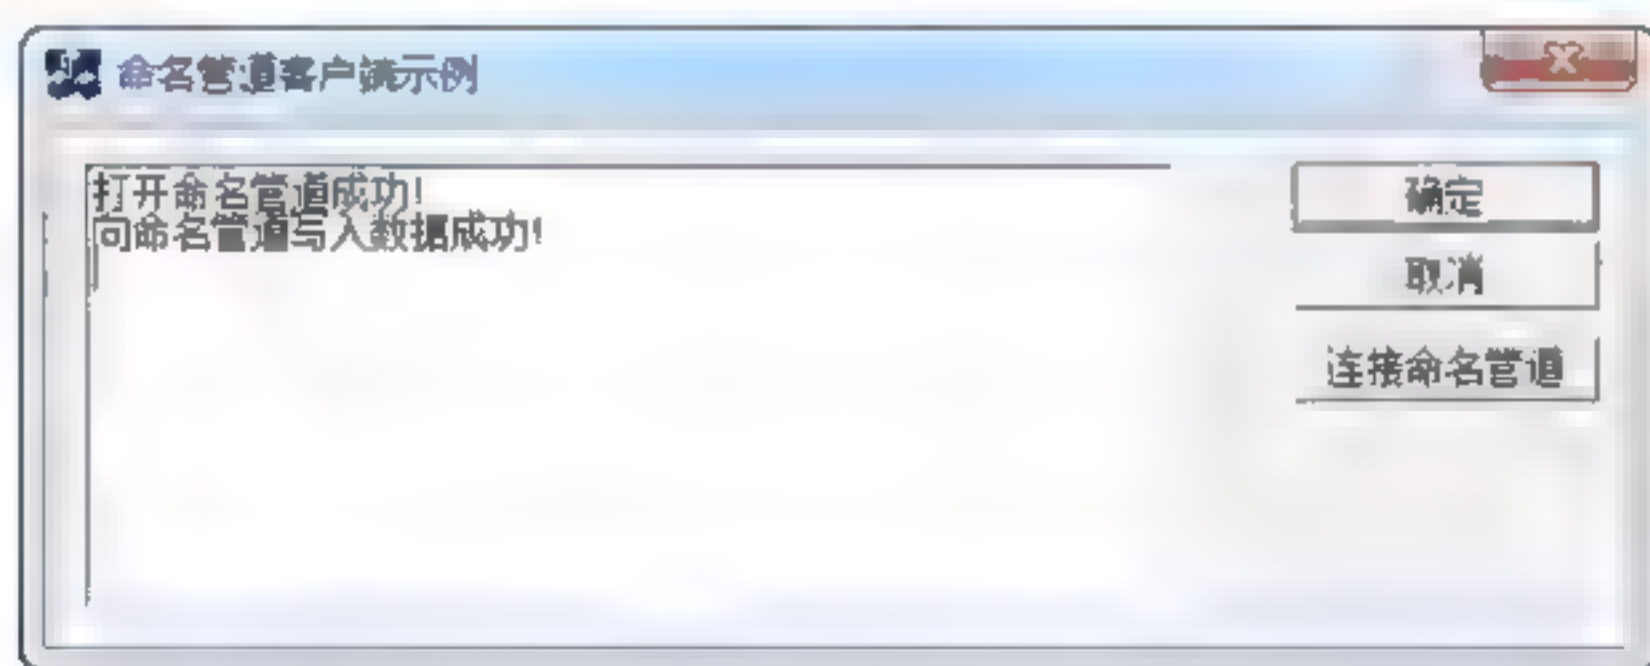 命名管道客户端示例
打开命名管道成功!
向命名管道写入数据成功!
确定
取消
连接命名管道